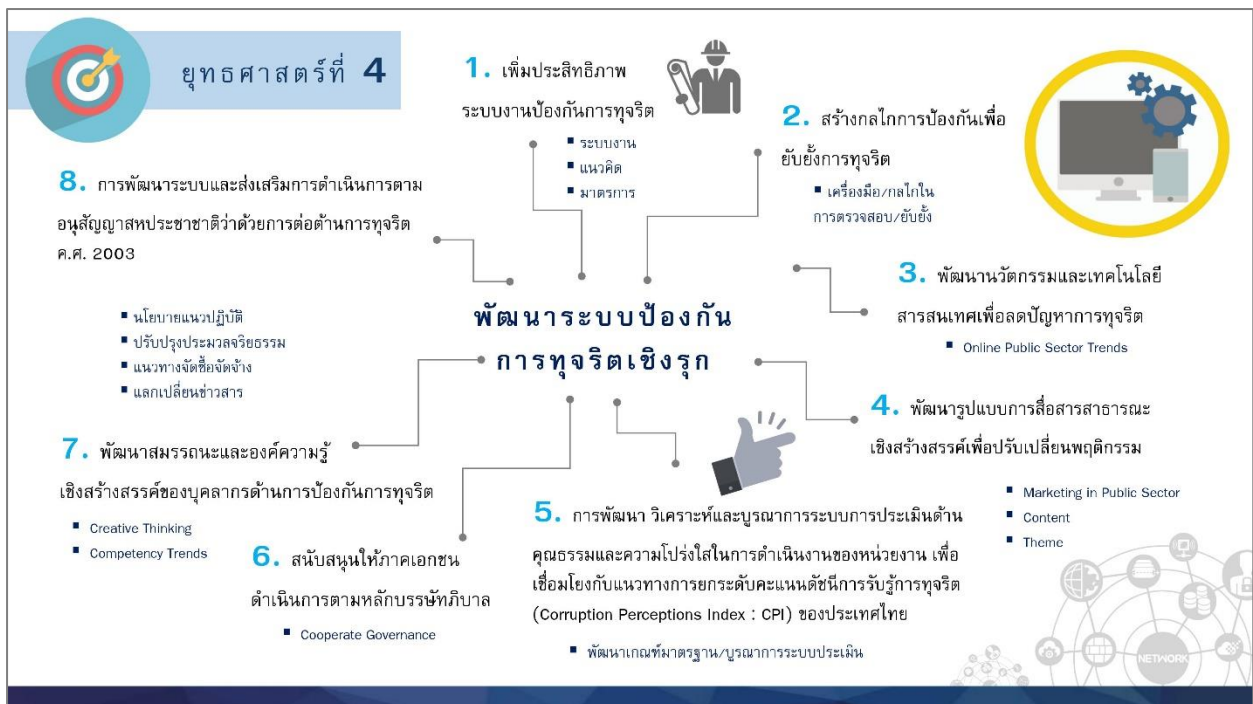 ยุทธศาสตร์ที่ 4
1. เพิ่มประสิทธิภาพ
ระบบงานป้องกันการทุจริต
▪ ระบบงาน
▪ แนวคิด
▪ มาตรการ
2. สร้างกลไกการป้องกันเพื่อ
ยับยั้งการทุจริต
▪ เครื่องมือ/กลไกใน
การตรวจสอบ/ยับยั้ง
3. พัฒนานวัตกรรมและเทคโนโลยี
สารสนเทศเพื่อลดปัญหาการทุจริต
▪ Online Public Sector Trends
4. พัฒนารูปแบบการสื่อสารสาธารณะ
เชิงสร้างสรรค์เพื่อปรับเปลี่ยนพฤติกรรม
▪ Marketing in Public Sector
▪ Content
▪ Theme
5. การพัฒนา วิเคราะห์และบูรณาการระบบการประเมินด้าน
คุณธรรมและความโปร่งใสในการดำเนินงานของหน่วยงาน เพื่อ
เชื่อมโยงกับแนวทางการยกระดับคะแนนดัชนีการรับรู้การทุจริต
(Corruption Perceptions Index : CPI) ของประเทศไทย
▪ พัฒนาเกณฑ์มาตรฐาน/บูรณาการระบบประเมิน
6. สนับสนุนให้ภาคเอกชน
ดำเนินการตามหลักบรรษัทภิบาล
▪ Cooperate Governance
7. พัฒนาสมรรถนะและองค์ความรู้
เชิงสร้างสรรค์ของบุคลากรด้านการป้องกันการทุจริต
▪ Creative Thinking
▪ Competency Trends
8. การพัฒนาระบบและส่งเสริมการดำเนินการตาม
อนุสัญญาสหประชาชาติว่าด้วยการต่อต้านการทุจริต
ค.ศ. 2003
▪ นโยบายแนวปฏิบัติ
▪ ปรับปรุงประมวลจริยธรรม
▪ แนวทางจัดซื้อจัดจ้าง
▪ แลกเปลี่ยนข่าวสาร
พัฒนาระบบป้องกัน
การทุจริตเชิงรุก
NETWORK